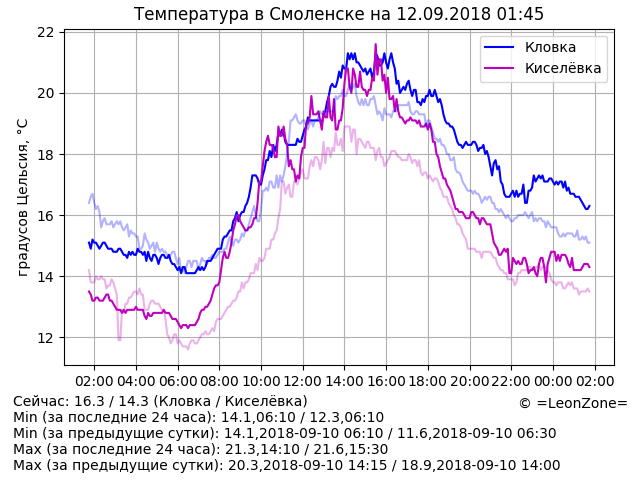 Температура в Смоленске на 12.09.2018 01:45
градусов Цельсия, °C
22
20
18
16
14
12
Кловка
Киселёвка
02:00 04:00 06:00 08:00 10:00 12:00 14:00 16:00 18:00 20:00 22:00 00:00 02:00
Сейчас: 16.3 / 14.3 (Кловка / Киселёвка)
© =LeonZone=
Min (за последние 24 часа): 14.1,06:10 / 12.3,06:10
Min (за предыдущие сутки): 14.1,2018-09-10 06:10 / 11.6,2018-09-10 06:30
Max (за последние 24 часа): 21.3,14:10 / 21.6,15:30
Max (за предыдущие сутки): 20.3,2018-09-10 14:15 / 18.9,2018-09-10 14:00